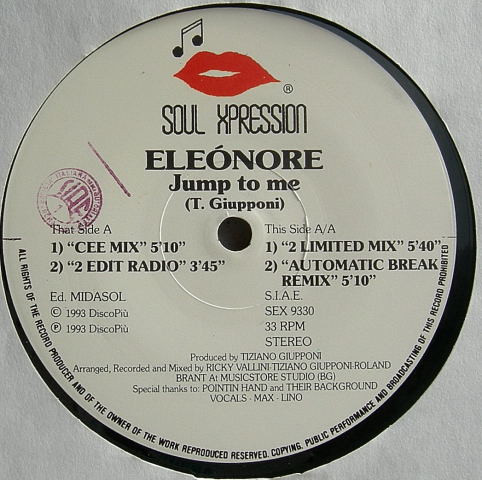 ®
SOUL XPRESSION
ELEÓNORE
Jump to me
(T. Giupponi)
That Side A
1) "CEE MIX" 5'10"
2) "2 EDIT RADIO" 3'45"
This Side A/A
1) "2 LIMITED MIX" 5'40"
2) "AUTOMATIC BREAK
REMIX" 5'10"
Ed. MIDASOL
© 1993 DiscoPiù
℗ 1993 DiscoPiù
S.I.A.E.
SEX 9330
33 RPM
STEREO
Produced by TIZIANO GIUPPONI
Arranged, Recorded and Mixed by RICKY VALLINI-TIZIANO GIUPPONI-ROLAND
BRANT At MUSICSTORE STUDIO (BG)
Special thanks to: POINTIN HAND and THEIR BACKGROUND
VOCALS - MAX - LINO
ALL RIGHTS OF THE RECORD PRODUCER AND OF THE OWNER OF THE WORK REPRODUCED RESERVED. COPYING, PUBLIC PERFORMANCE AND BROADCASTING OF THIS RECORD PROHIBITED